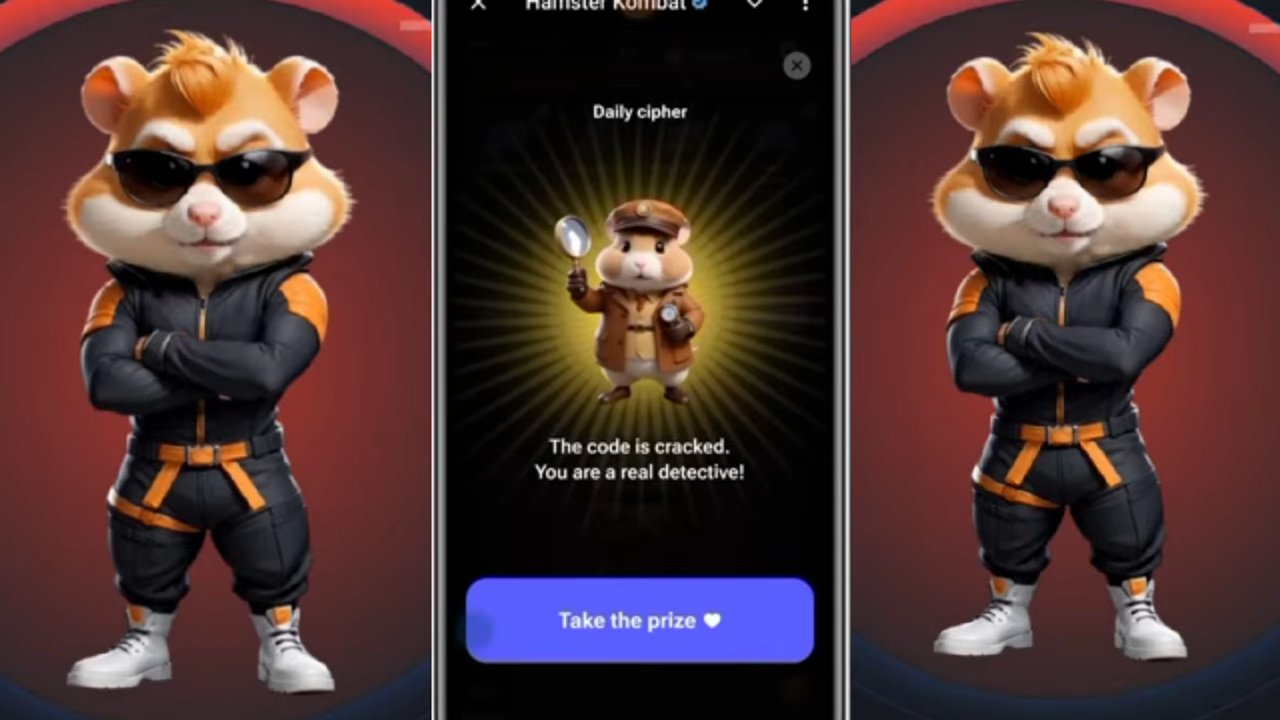 Hamster Kombat
Daily cipher
The code is cracked.
You are a real detective!
Take the prize